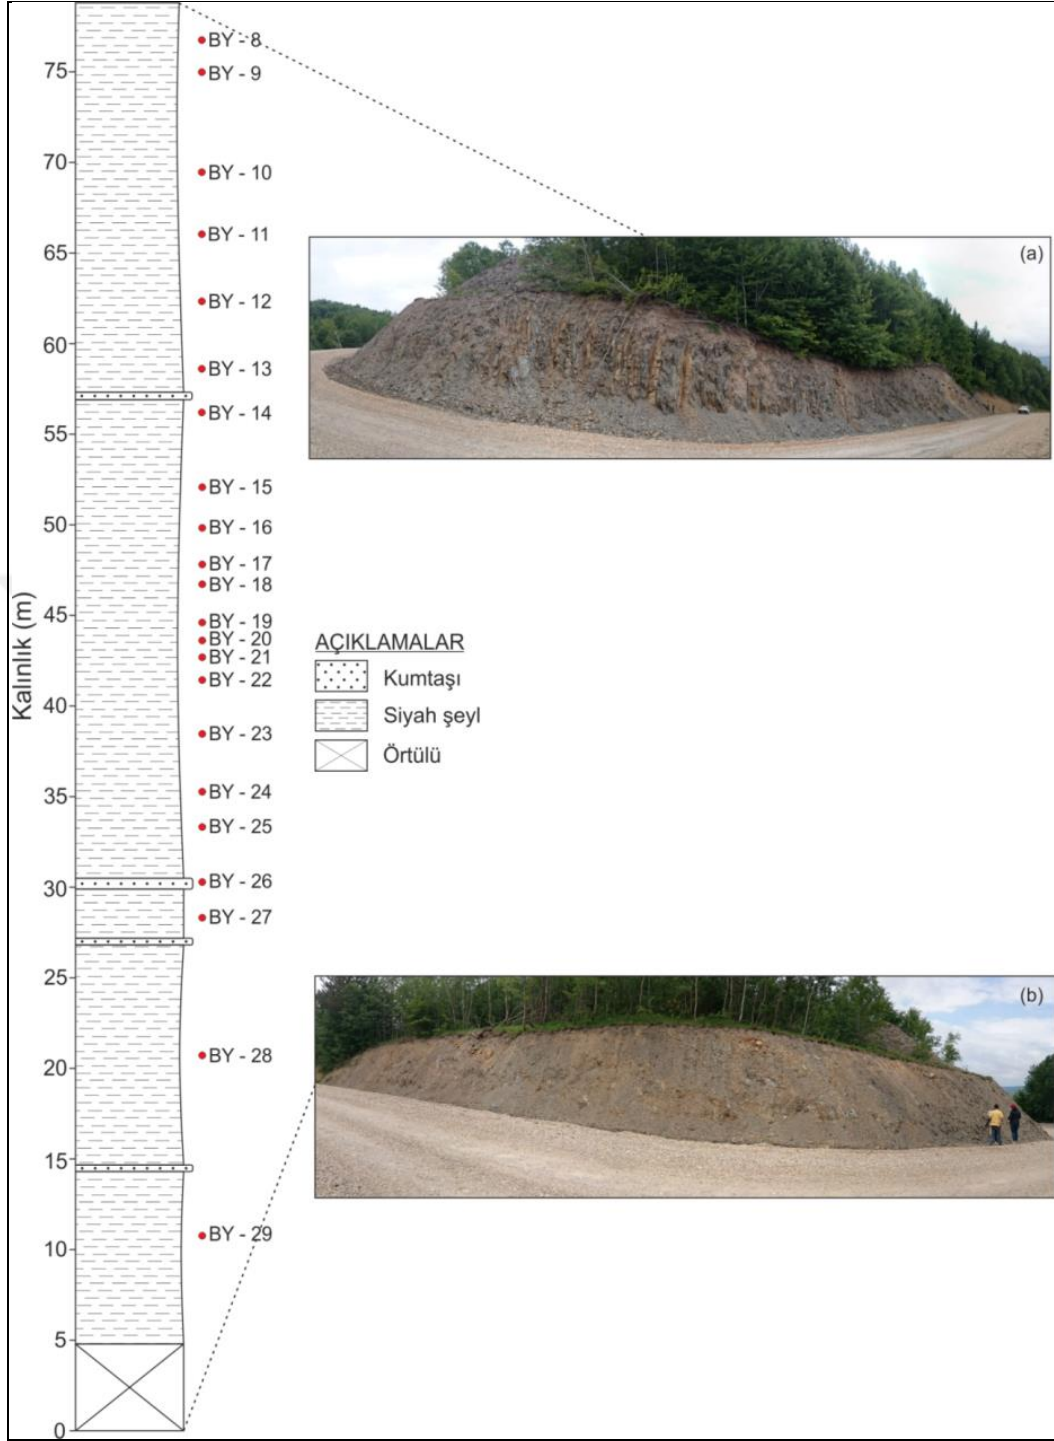 BY - 8
75
BY - 9
70
BY - 10
BY - 11
(a)
65
BY - 12
60
BY - 13
BY - 14
55
BY - 15
50
BY - 16
BY - 17
BY - 18
45
BY - 19
BY - 20
BY - 21
BY - 22
Kalınlık (m)
AÇIKLAMALAR
Kumtaşı
Siyah şeyl
Örtülü
40
BY - 23
35
BY - 24
BY - 25
30
BY - 26
BY - 27
25
(b)
20
BY - 28
15
10
BY - 29
5
0